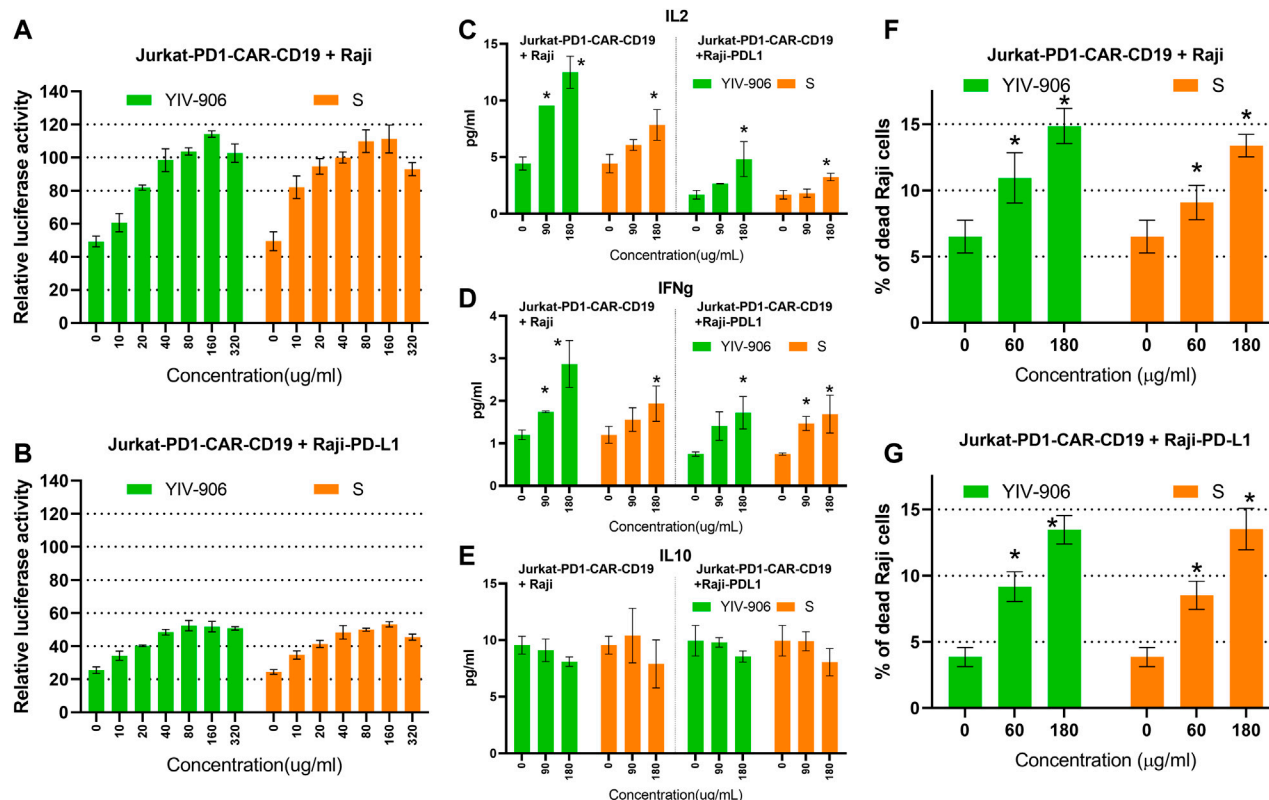 A
Jurkat-PD1-CAR-CD19 + Raji
YIV-906 S
Relative luciferase activity
140
120
100
80
60
40
20
0
0 10 20 40 80 160 320 0 10 20 40 80 160 320
Concentration(ug/ml)
B
Jurkat-PD1-CAR-CD19 + Raji-PD-L1
YIV-906 S
Relative luciferase activity
140
120
100
80
60
40
20
0
0 10 20 40 80 160 320 0 10 20 40 80 160 320
Concentration(ug/ml)
C
IL2
Jurkat-PD1-CAR-CD19
+ Raji
Jurkat-PD1-CAR-CD19
+Raji-PDL1
YIV-906 S
pg/ml
15
10
5
0
* * * * *
0 90 180 0 90 180 0 90 180 0 90 180
Concentration(ug/mL)
D
IFNg
Jurkat-PD1-CAR-CD19
+ Raji
Jurkat-PD1-CAR-CD19
+Raji-PDL1
YIV-906 S
pg/ml
4
3
2
1
0
* * * * * *
0 90 180 0 90 180 0 90 180 0 90 180
Concentration(ug/mL)
E
IL10
Jurkat-PD1-CAR-CD19
+ Raji
Jurkat-PD1-CAR-CD19
+Raji-PDL1
YIV-906 S
pg/ml
15
10
5
0
0 90 180 0 90 180 0 90 180 0 90 180
Concentration(ug/mL)
F
Jurkat-PD1-CAR-CD19 + Raji
YIV-906 S
% of dead Raji cells
15
10
5
0
* * * *
0 60 180 0 60 180
Concentration (μg/ml)
G
Jurkat-PD1-CAR-CD19 + Raji-PD-L1
YIV-906 S
% of dead Raji cells
15
10
5
0
* * * *
0 60 180 0 60 180
Concentration (μg/ml)